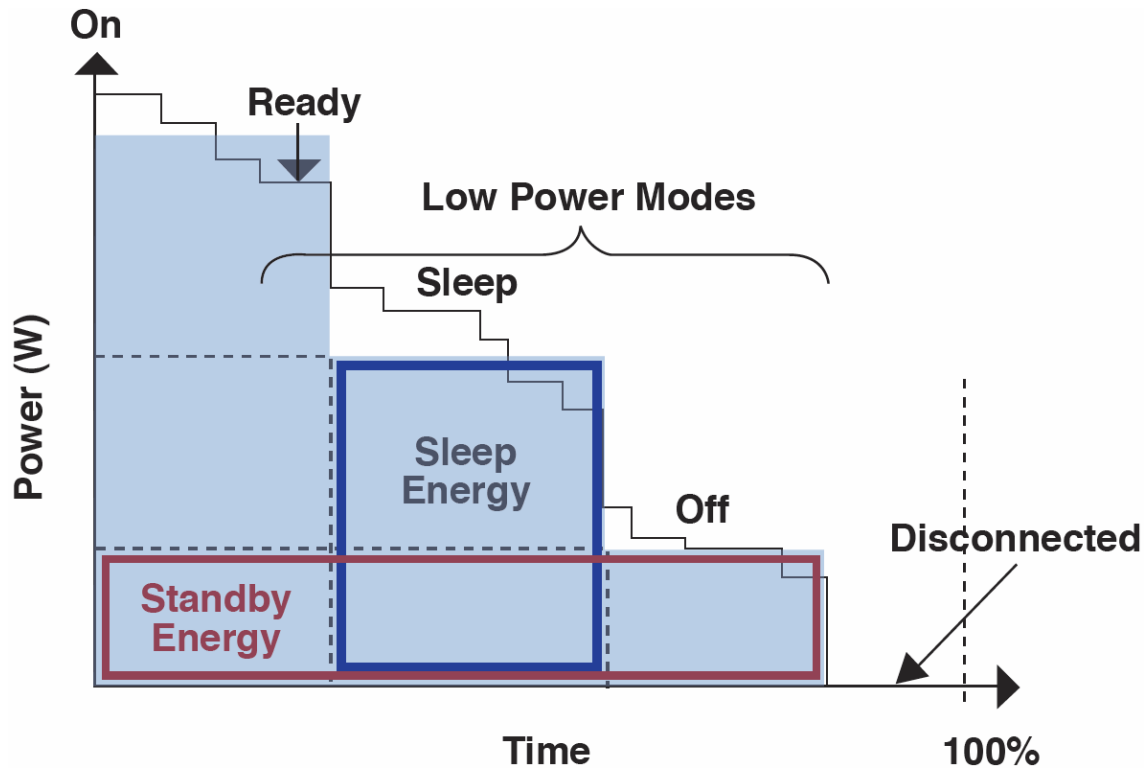 On
Ready
Low Power Modes
Sleep
Power (W)
Sleep
Energy
Off
Disconnected
Standby
Energy
Time
100%